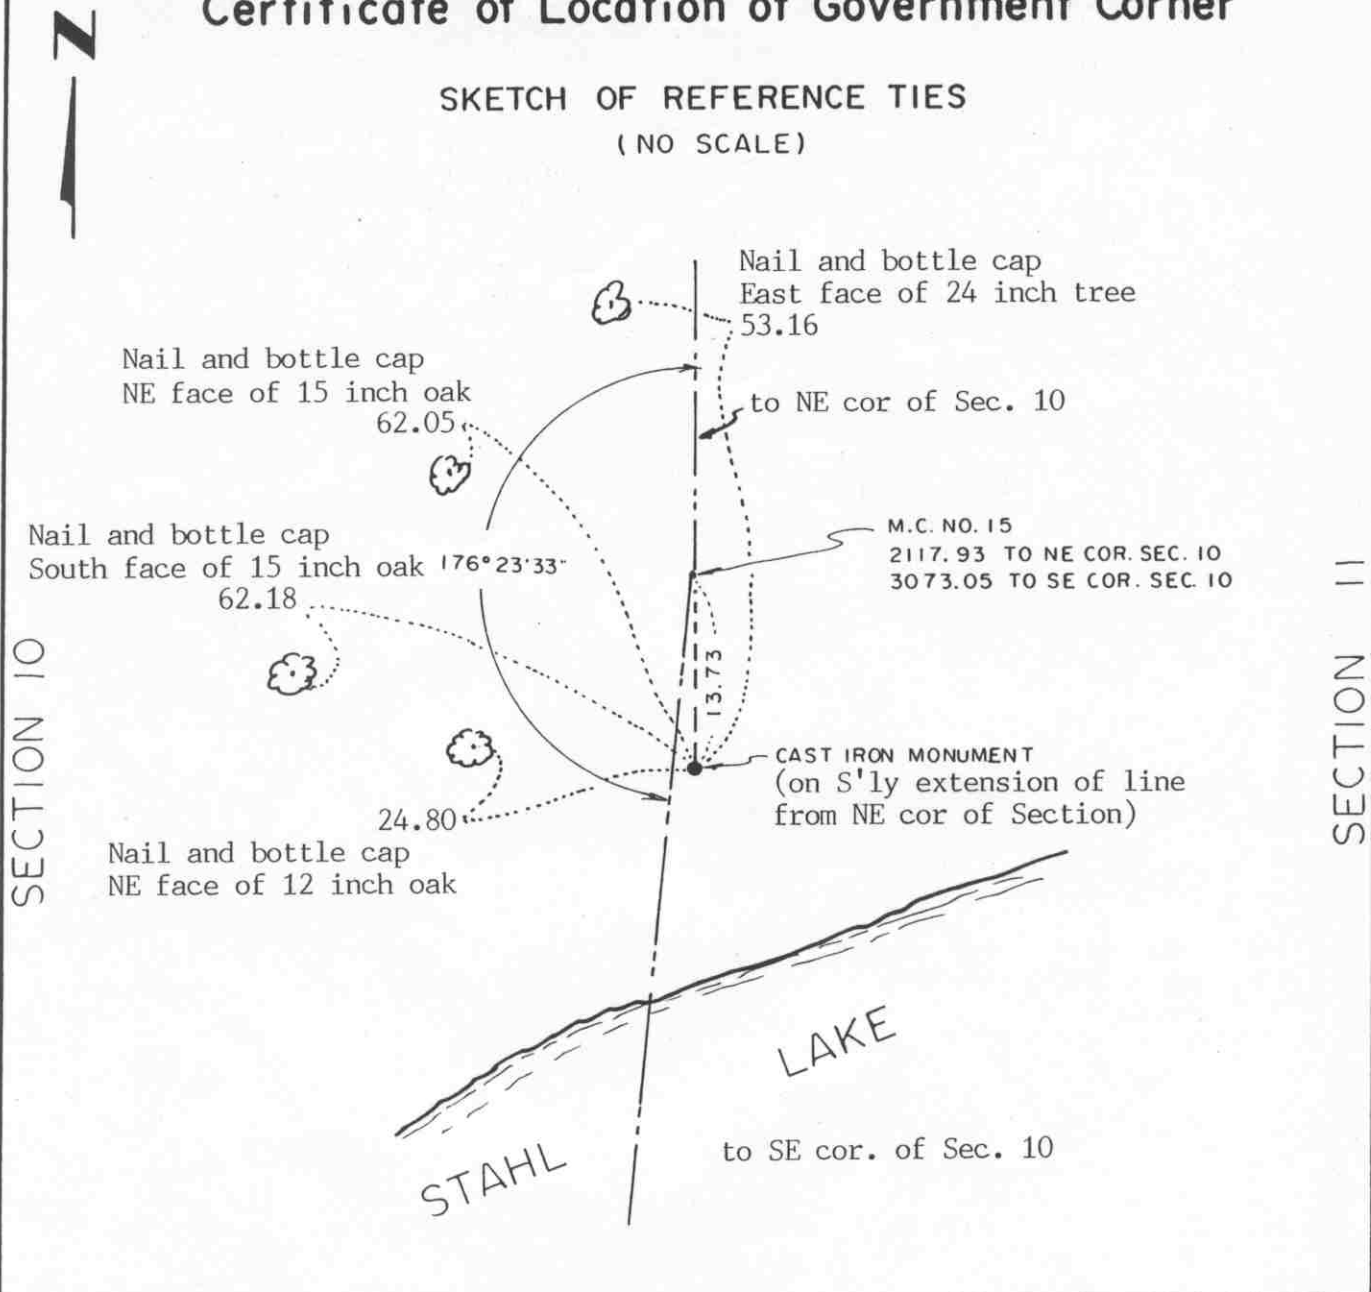 Certificate of Location of Government Corner
N
SKETCH OF REFERENCE TIES
(NO SCALE)
Nail and bottle cap
East face of 24 inch tree
53.16
Nail and bottle cap
NE face of 15 inch oak
62.05
to NE cor of Sec. 10
Nail and bottle cap
South face of 15 inch oak
62.18
176°23'33"
M.C. NO. 15
2117.93 TO NE COR. SEC. 10
3073.05 TO SE COR. SEC. 10
SECTION 10
SECTION 11
13.73
CAST IRON MONUMENT
(on S'ly extension of line
from NE cor of Section)
24.80
Nail and bottle cap
NE face of 12 inch oak
STAHL LAKE
to SE cor. of Sec. 10